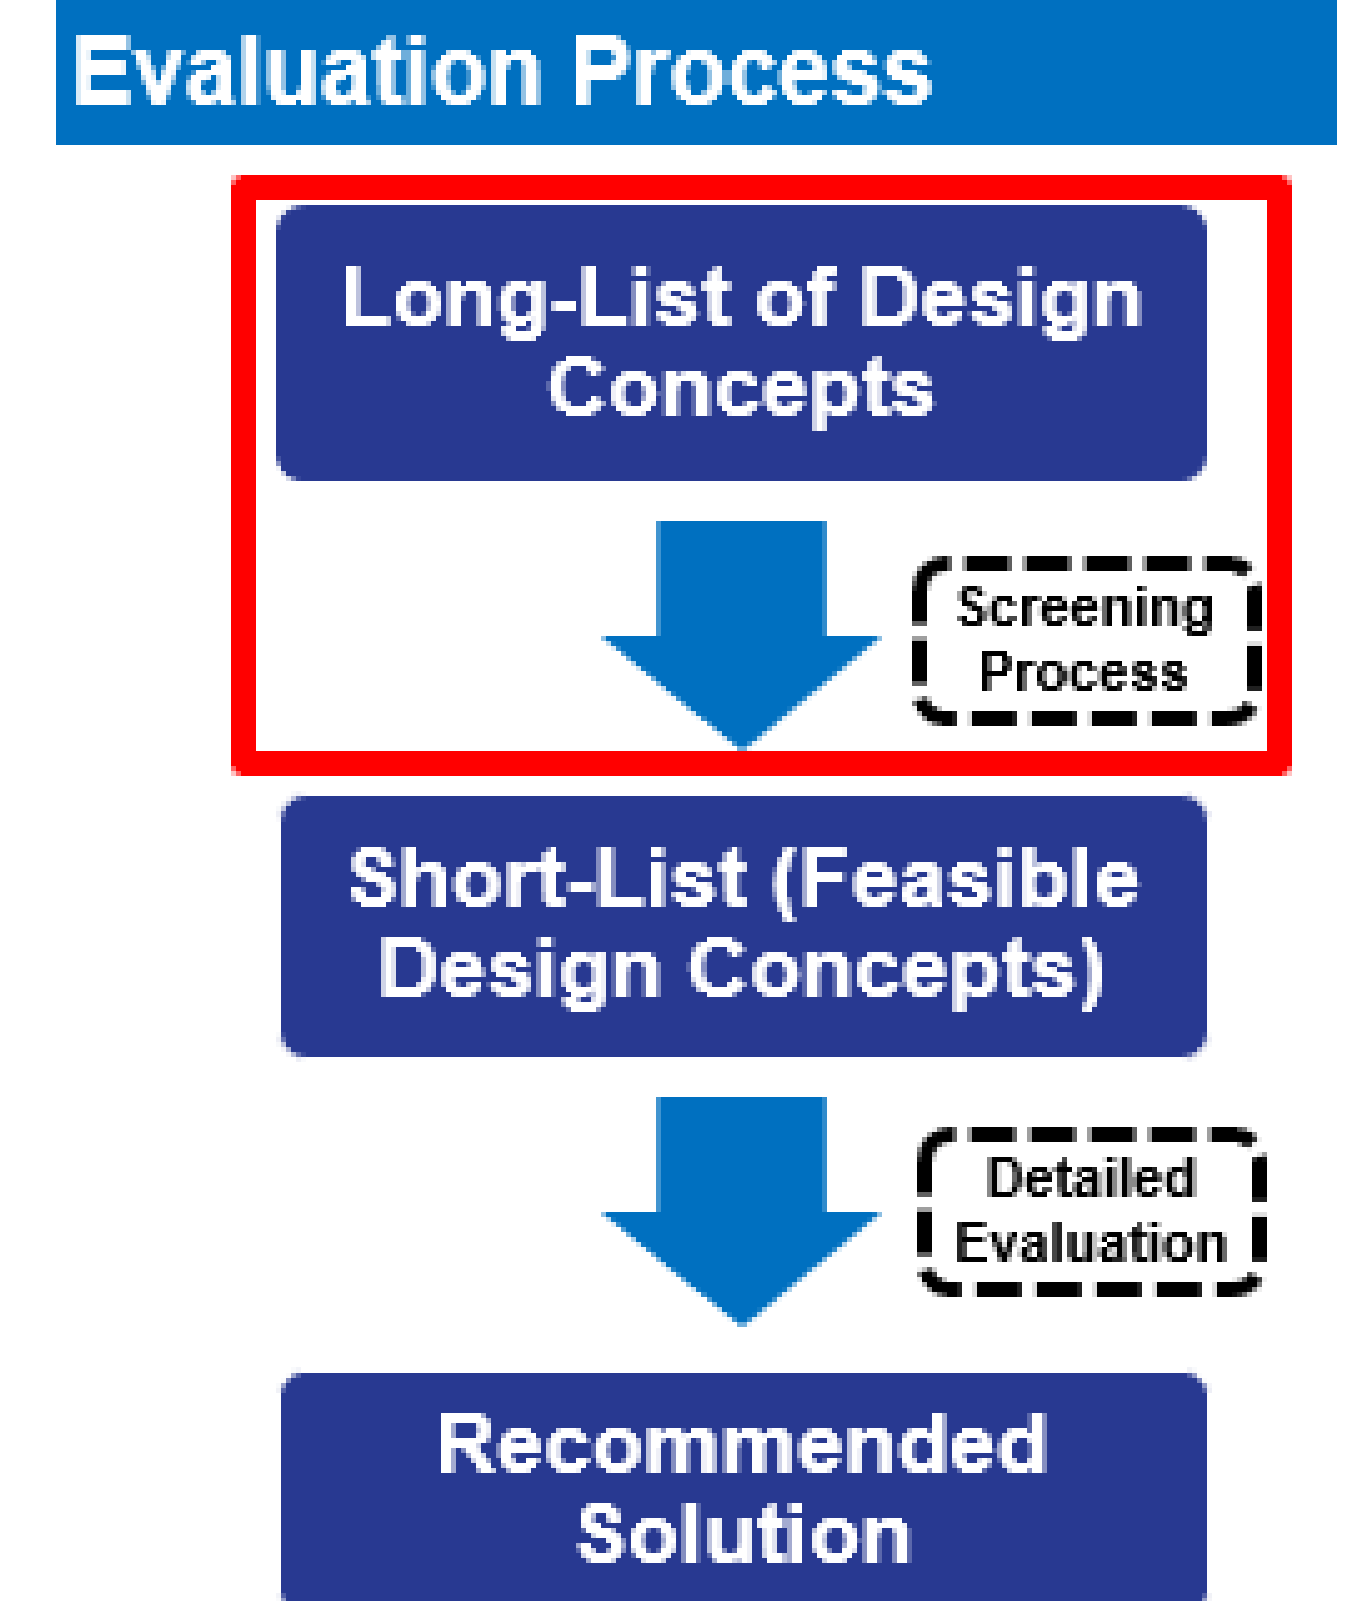 Evaluation Process
Long-List of Design
Concepts
Screening
Process
Short-List (Feasible
Design Concepts)
Detailed
Evaluation
Recommended
Solution